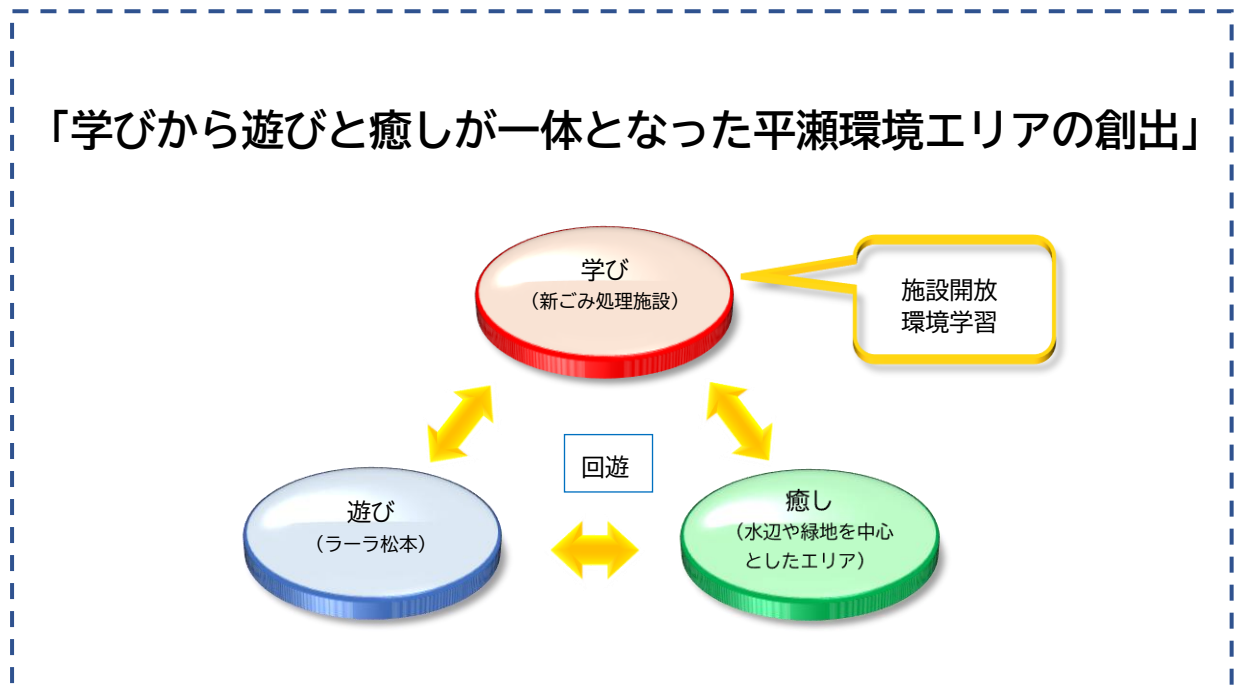 「学びから遊びと癒しが一体となった平瀬環境エリアの創出」
学び
（新ごみ処理施設）
施設開放
環境学習
回遊
遊び
（ラーラ松本）
癒し
（水辺や緑地を中心
としたエリア）